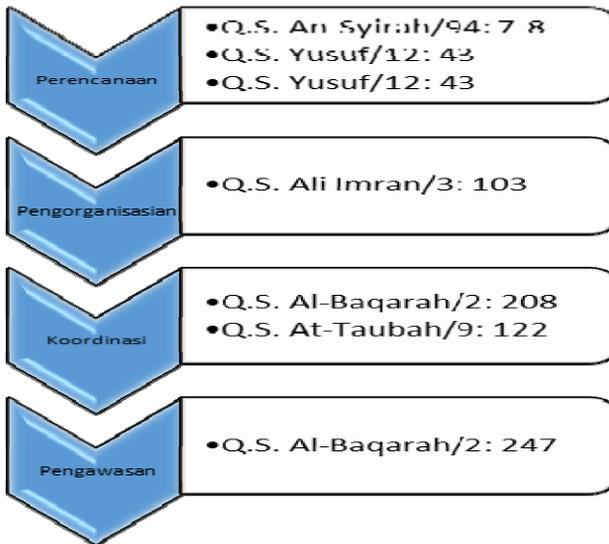 Perencanaan
•Q.S. An Syirah/94: 7 8
•Q.S. Yusuf/12: 43
•Q.S. Yusuf/12: 43
Pengorganisasian
•Q.S. Ali Imran/3: 103
Koordinasi
•Q.S. Al-Baqarah/2: 208
•Q.S. At-Taubah/9: 122
Pengawasan
•Q.S. Al-Baqarah/2: 247